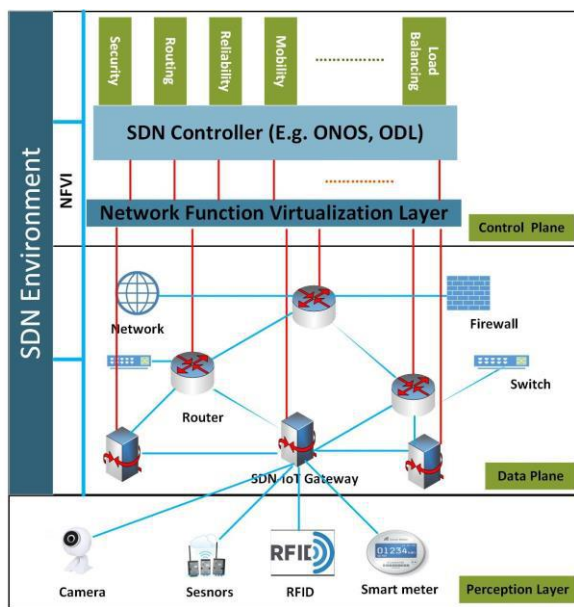 Security
Routing
Reliability
Mobility
Load
Balancing
SDN Controller (E.g. ONOS, ODL)
SDN Environment
NFVI
Network Function Virtualization Layer
Control Plane
Network
Firewall
Router
Switch
SDN IoT Gateway
Data Plane
RFID
01234
Camera
Sesnors
RFID
Smart meter
Perception Layer